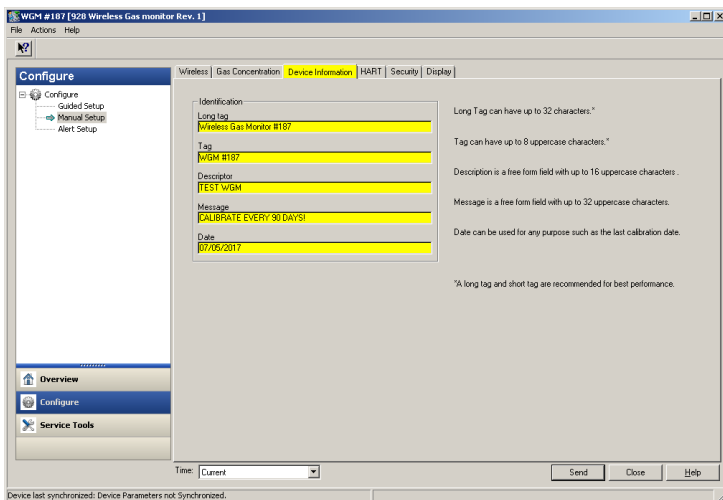 WGM #187 [928 Wireless Gas monitor Rev. 1]
File Actions Help
Configure
Configure
Guided Setup
Manual Setup
Alert Setup
Overview
Configure
Service Tools
Wireless Gas Concentration Device Information HART Security Display
Identification
Long tag
Wireless Gas Monitor #187
Tag
WGM #187
Descriptor
TEST WGM
Message
CALIBRATE EVERY 90 DAYS!
Date
07/05/2017
Long Tag can have up to 32 characters.*
Tag can have up to 8 uppercase characters.*
Description is a free form field with up to 16 uppercase characters .
Message is a free form field with up to 32 uppercase characters.
Date can be used for any purpose such as the last calibration date.
*A long tag and short tag are recommended for best performance.
Time: Current
Send Close Help
Device last synchronized: Device Parameters not Synchronized.